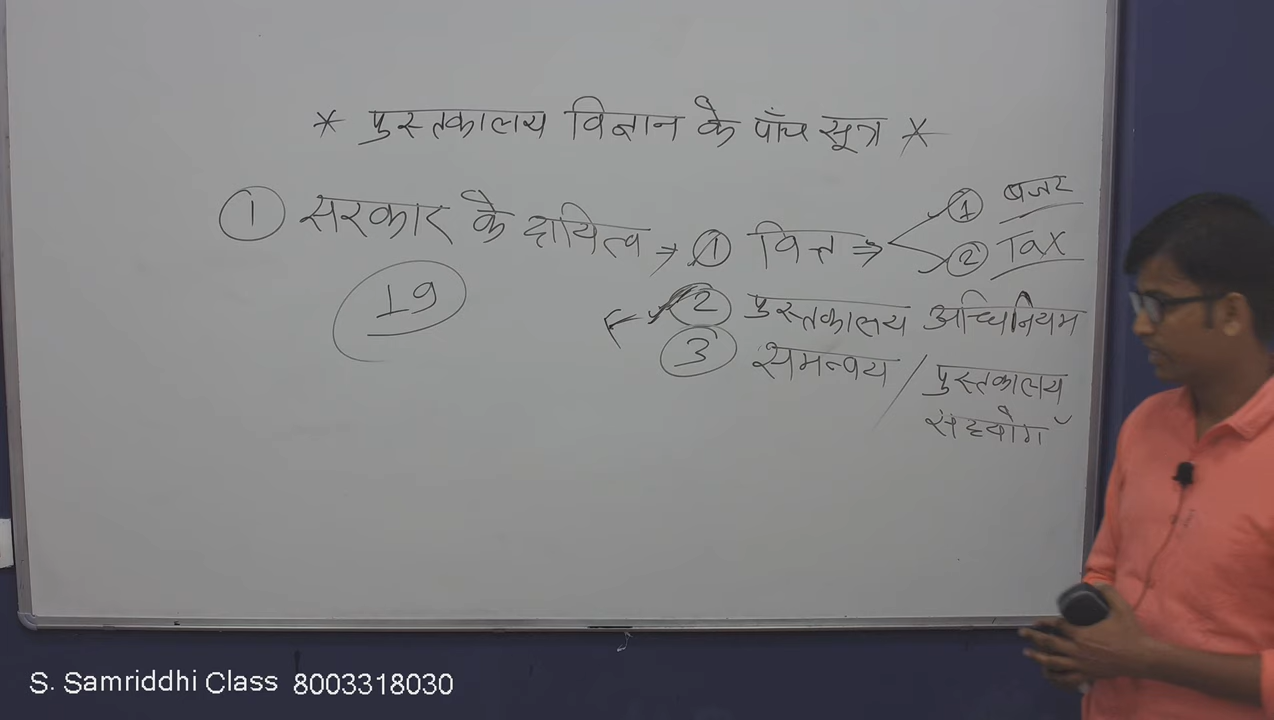 * पुस्तकालय विज्ञान के पाँच सूत्र *
① सरकार के दायित्व → ① वित्त ⇒ ① बजट
② Tax
19
② पुस्तकालय अधिनियम
③ समन्वय / पुस्तकालय
सहयोग
S. Samriddhi Class 8003318030